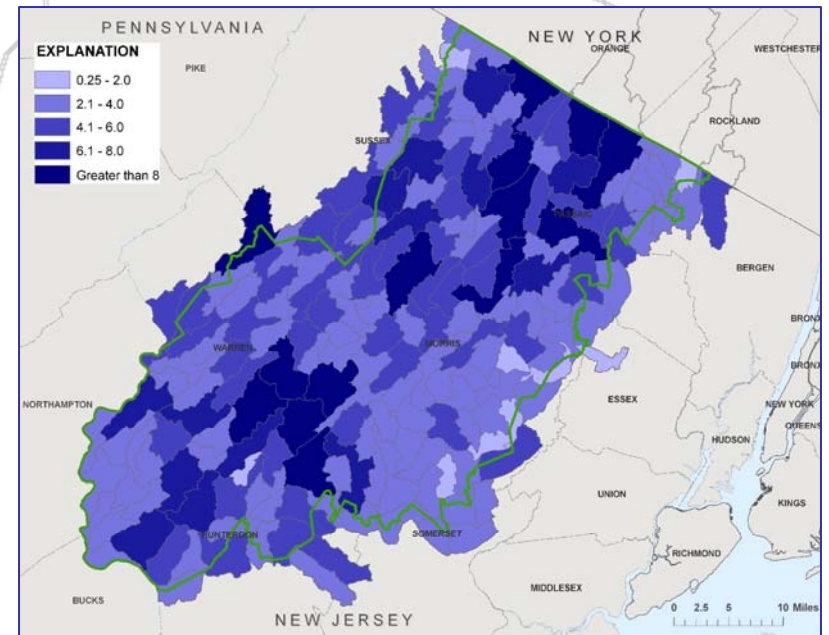 PENNSYLVANIA
NEW YORK
EXPLANATION
0.25 - 2.0
2.1 - 4.0
4.1 - 6.0
6.1 - 8.0
Greater than 8
PIKE
ORANGE
WESTCHESTER
ROCKLAND
SUSSEX
PASSAIC
BERGEN
BRONX
WARREN
MORRIS
BRONX
NORTHAMPTON
ESSEX
NEW YORK
QUEENS
HUDSON
UNION
KINGS
HUNTERDON
SOMERSET
RICHMOND
MIDDLESEX
BUCKS
NEW JERSEY
0 2.5 5 10 Miles